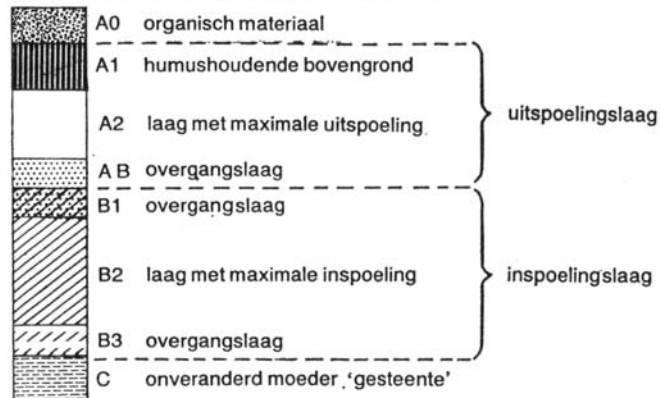 A0 organisch materiaal
A1 humushoudende bovengrond
A2 laag met maximale uitspoeling
AB overgangslaag
uitspoelingslaag
B1 overgangslaag
B2 laag met maximale inspoeling
B3 overgangslaag
inspoelingslaag
C onveranderd moeder 'gesteente'